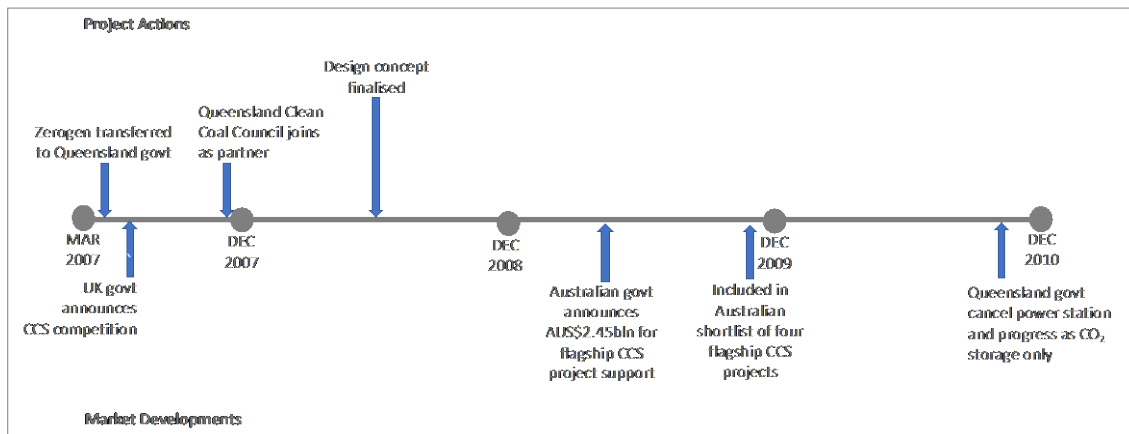 Project Actions
Design concept
finalised
Queensland Clean
Coal Council joins
as partner
Zerogen transferred
to Queensland govt
MAR
2007
DEC
2007
DEC
2008
DEC
2009
DEC
2010
UK govt
announces
CCS competition
Australian govt
announces
AUS$2.45bln for
flagship CCS
project support
Included in
Australian
shortlist of four
flagship CCS
projects
Queensland govt
cancel power station
and progress as CO₂
storage only
Market Developments